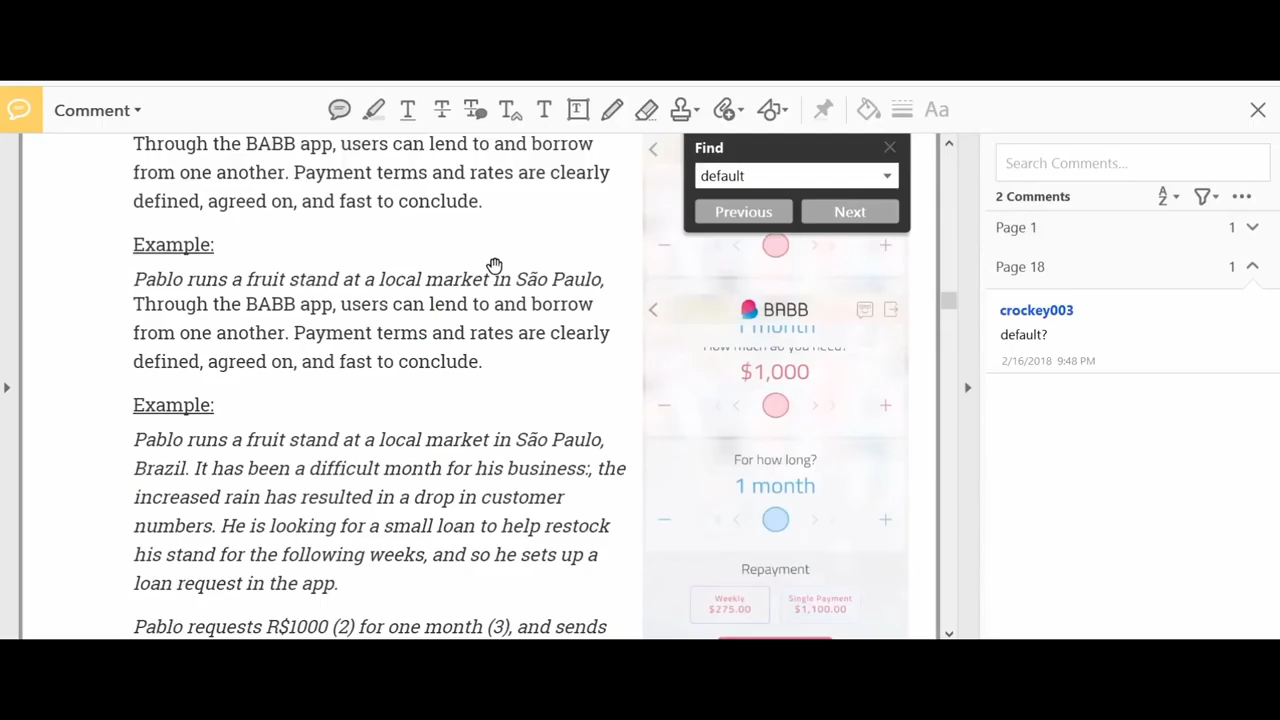 Comment
T
T
T
T
T
T
Aa
Through the BABB app, users can lend to and borrow
from one another. Payment terms and rates are clearly
defined, agreed on, and fast to conclude.
Example:
Pablo runs a fruit stand at a local market in São Paulo,
Through the BABB app, users can lend to and borrow
from one another. Payment terms and rates are clearly
defined, agreed on, and fast to conclude.
Example:
Pablo runs a fruit stand at a local market in São Paulo,
Brazil. It has been a difficult month for his business:, the
increased rain has resulted in a drop in customer
numbers. He is looking for a small loan to help restock
his stand for the following weeks, and so he sets up a
loan request in the app.
Pablo requests R$1000 (2) for one month (3), and sends
Find
default
Previous
Next
BABB
1 month
How much do you need?
$1,000
For how long?
1 month
Repayment
Weekly
$275.00
Single Payment
$1,100.00
Search Comments...
2 Comments
A
Z
Page 1
1
Page 18
1
crockey003
default?
2/16/2018 9:48 PM